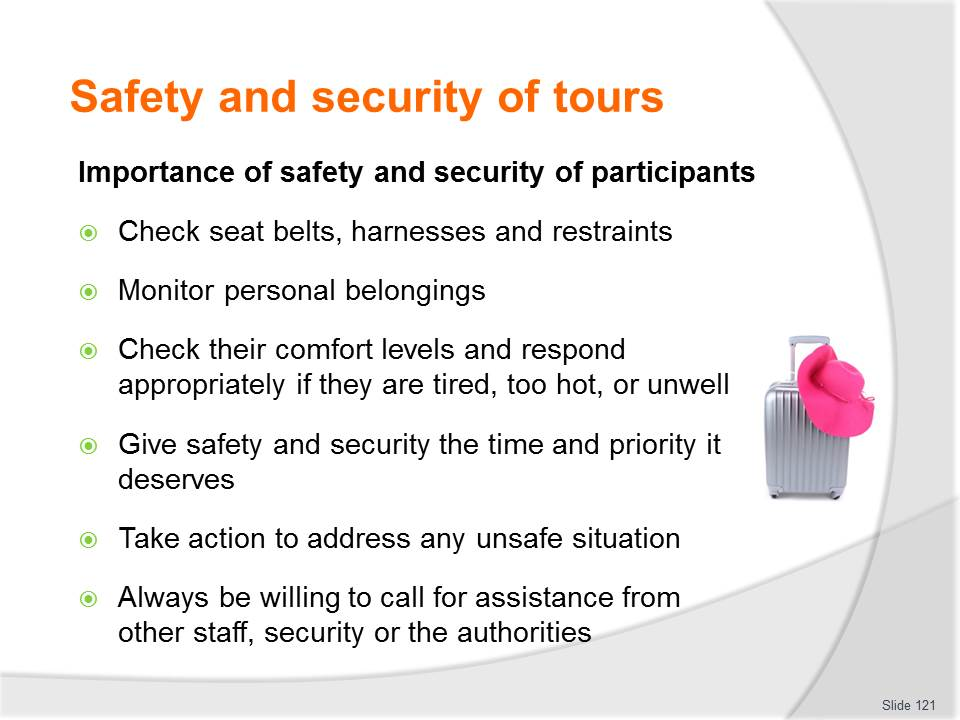 Safety and security of tours
Importance of safety and security of participants
Check seat belts, harnesses and restraints
Monitor personal belongings
Check their comfort levels and respond
appropriately if they are tired, too hot, or unwell
Give safety and security the time and priority it
deserves
Take action to address any unsafe situation
Always be willing to call for assistance from
other staff, security or the authorities
Slide 121